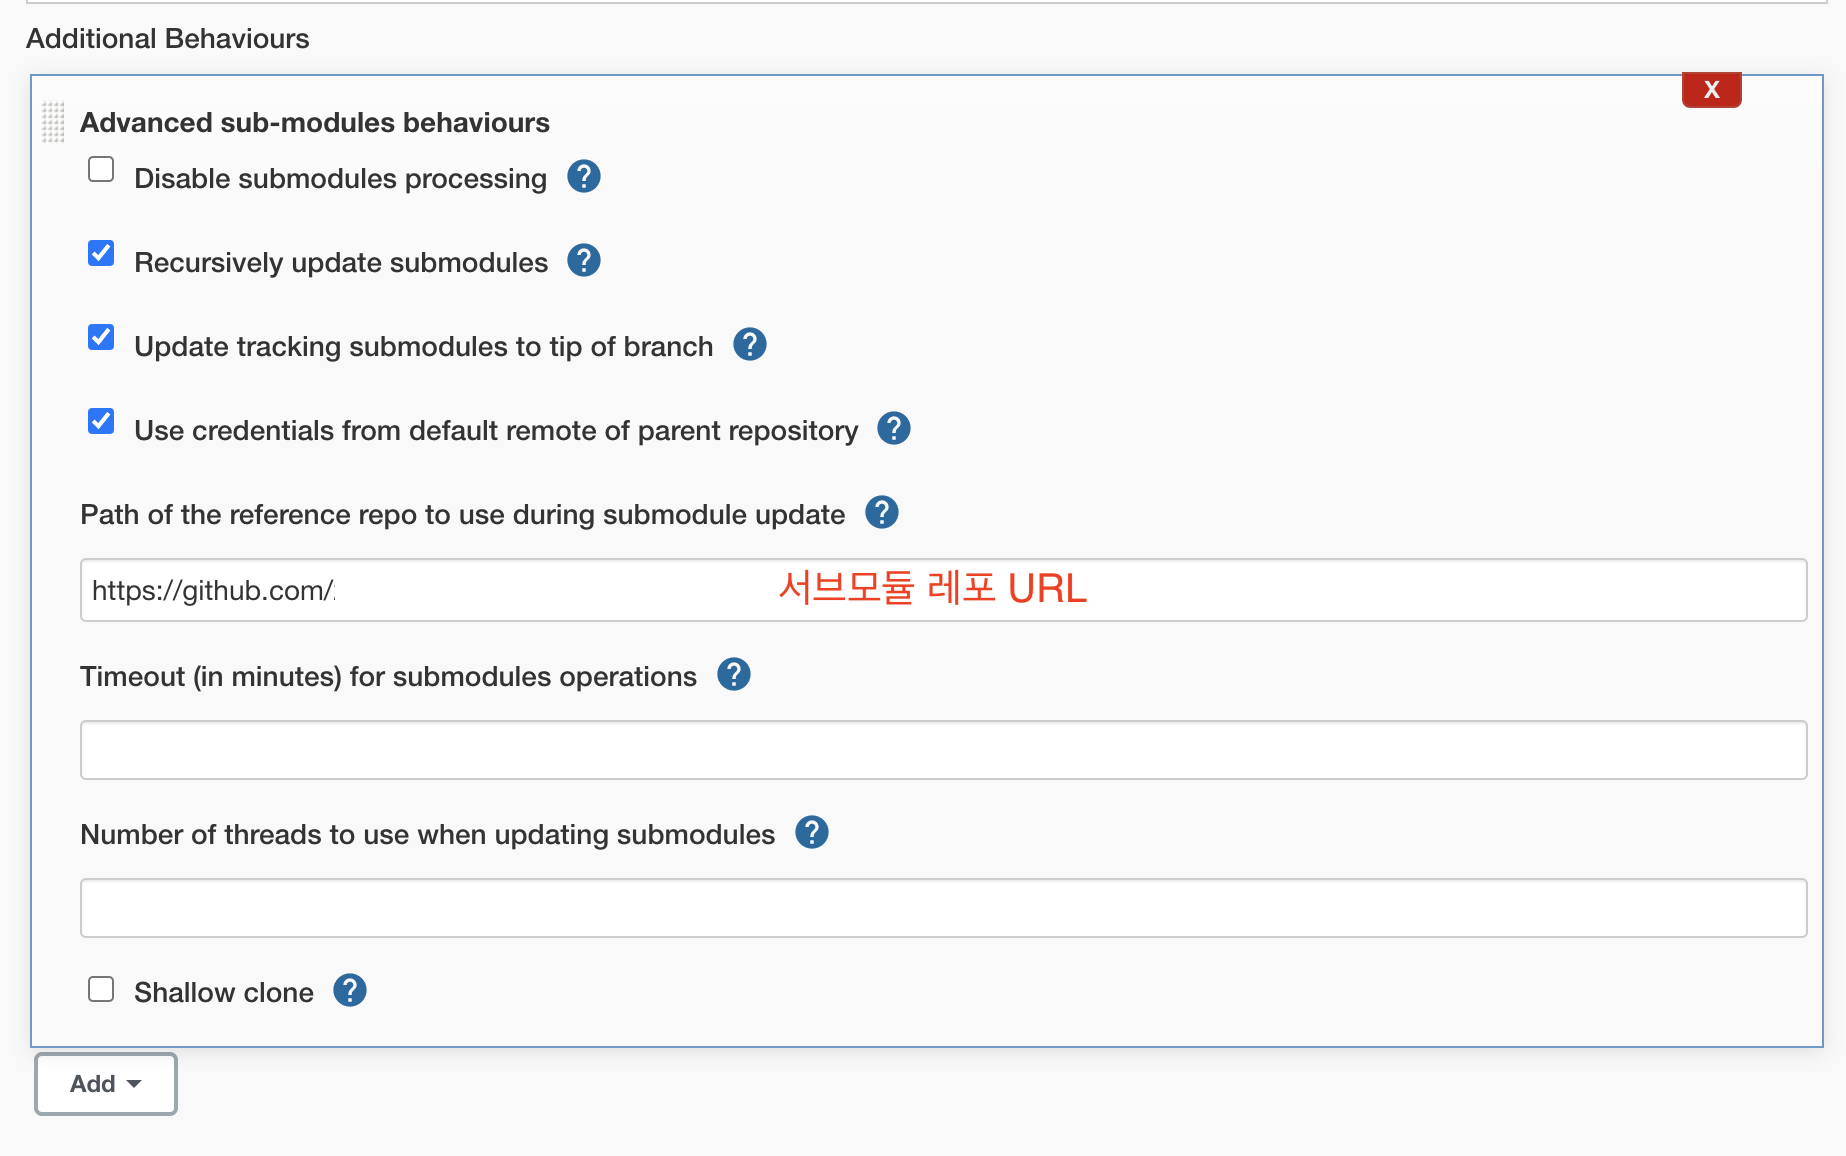 Additional Behaviours
X
Advanced sub-modules behaviours
Disable submodules processing ?
Recursively update submodules ?
Update tracking submodules to tip of branch ?
Use credentials from default remote of parent repository ?
Path of the reference repo to use during submodule update ?
https://github.com/ 서브모듈 레포 URL
Timeout (in minutes) for submodules operations ?
Number of threads to use when updating submodules ?
Shallow clone ?
Add